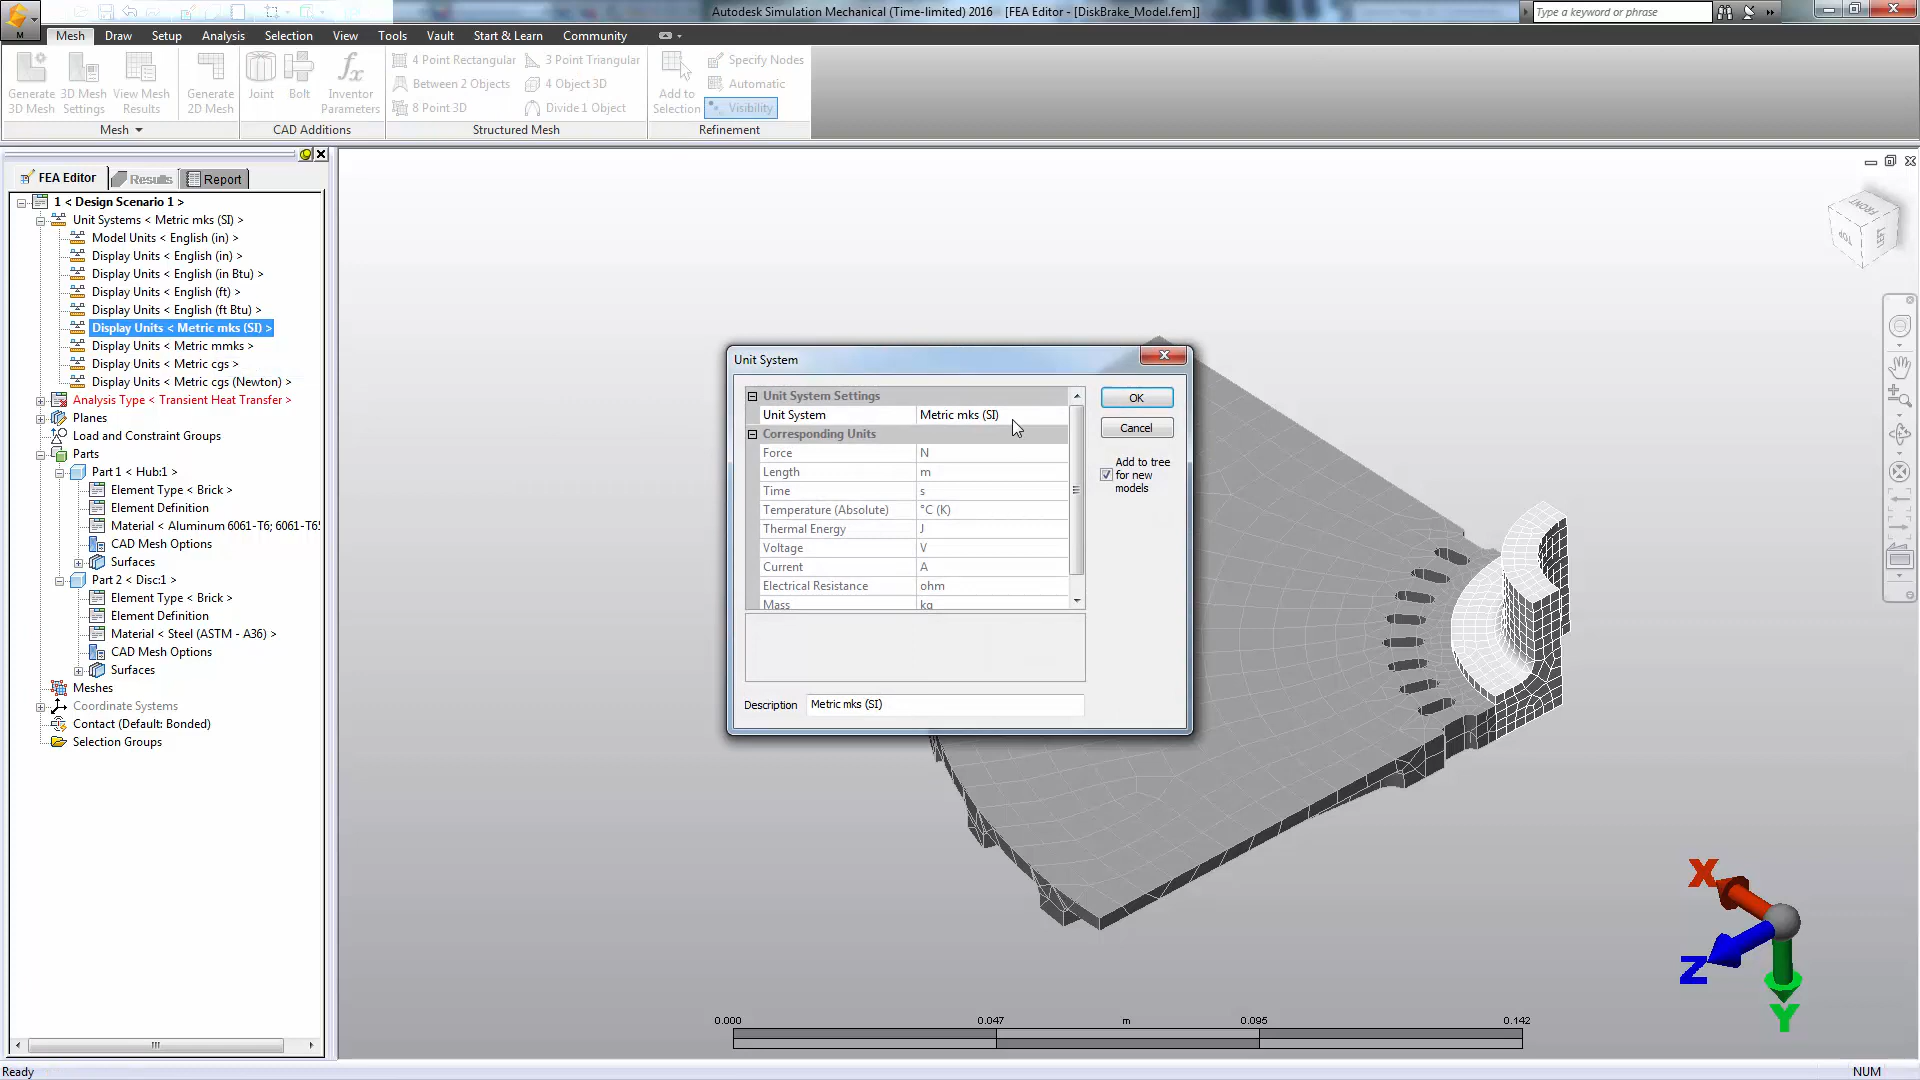 Autodesk Simulation Mechanical (Time-limited) 2016 [FEA Editor - [DiskBrake_Model.fem]]
Type a keyword or phrase
M
Mesh Draw Setup Analysis Selection View Tools Vault Start & Learn Community
Generate 3D Mesh
3D Mesh Settings
View Mesh Results
Generate 2D Mesh
Joint
Bolt
Inventor Parameters
4 Point Rectangular
Between 2 Objects
8 Point 3D
3 Point Triangular
4 Object 3D
Divide 1 Object
Add to Selection
Specify Nodes
Automatic
Visibility
Mesh
CAD Additions
Structured Mesh
Refinement
FEA Editor
Results
Report
1 < Design Scenario 1 >
Unit Systems < Metric mks (SI) >
Model Units < English (in) >
Display Units < English (in) >
Display Units < English (in Btu) >
Display Units < English (ft) >
Display Units < English (ft Btu) >
Display Units < Metric mks (SI) >
Display Units < Metric mmks >
Display Units < Metric cgs >
Display Units < Metric cgs (Newton) >
Analysis Type < Transient Heat Transfer >
Planes
Load and Constraint Groups
Parts
Part 1 < Hub:1 >
Element Type < Brick >
Element Definition
Material < Aluminum 6061-T6; 6061-T65
CAD Mesh Options
Surfaces
Part 2 < Disc:1 >
Element Type < Brick >
Element Definition
Material < Steel (ASTM - A36) >
CAD Mesh Options
Surfaces
Meshes
Coordinate Systems
Contact (Default: Bonded)
Selection Groups
Unit System
Unit System Settings
Unit System Metric mks (SI)
Corresponding Units
Force N
Length m
Time s
Temperature (Absolute) °C (K)
Thermal Energy J
Voltage V
Current A
Electrical Resistance ohm
Mass kg
OK
Cancel
Add to tree
for new
models
Description Metric mks (SI)
FRONT
TOP
X
Z
Y
0.000 0.047 m 0.095 0.142
Ready
NUM